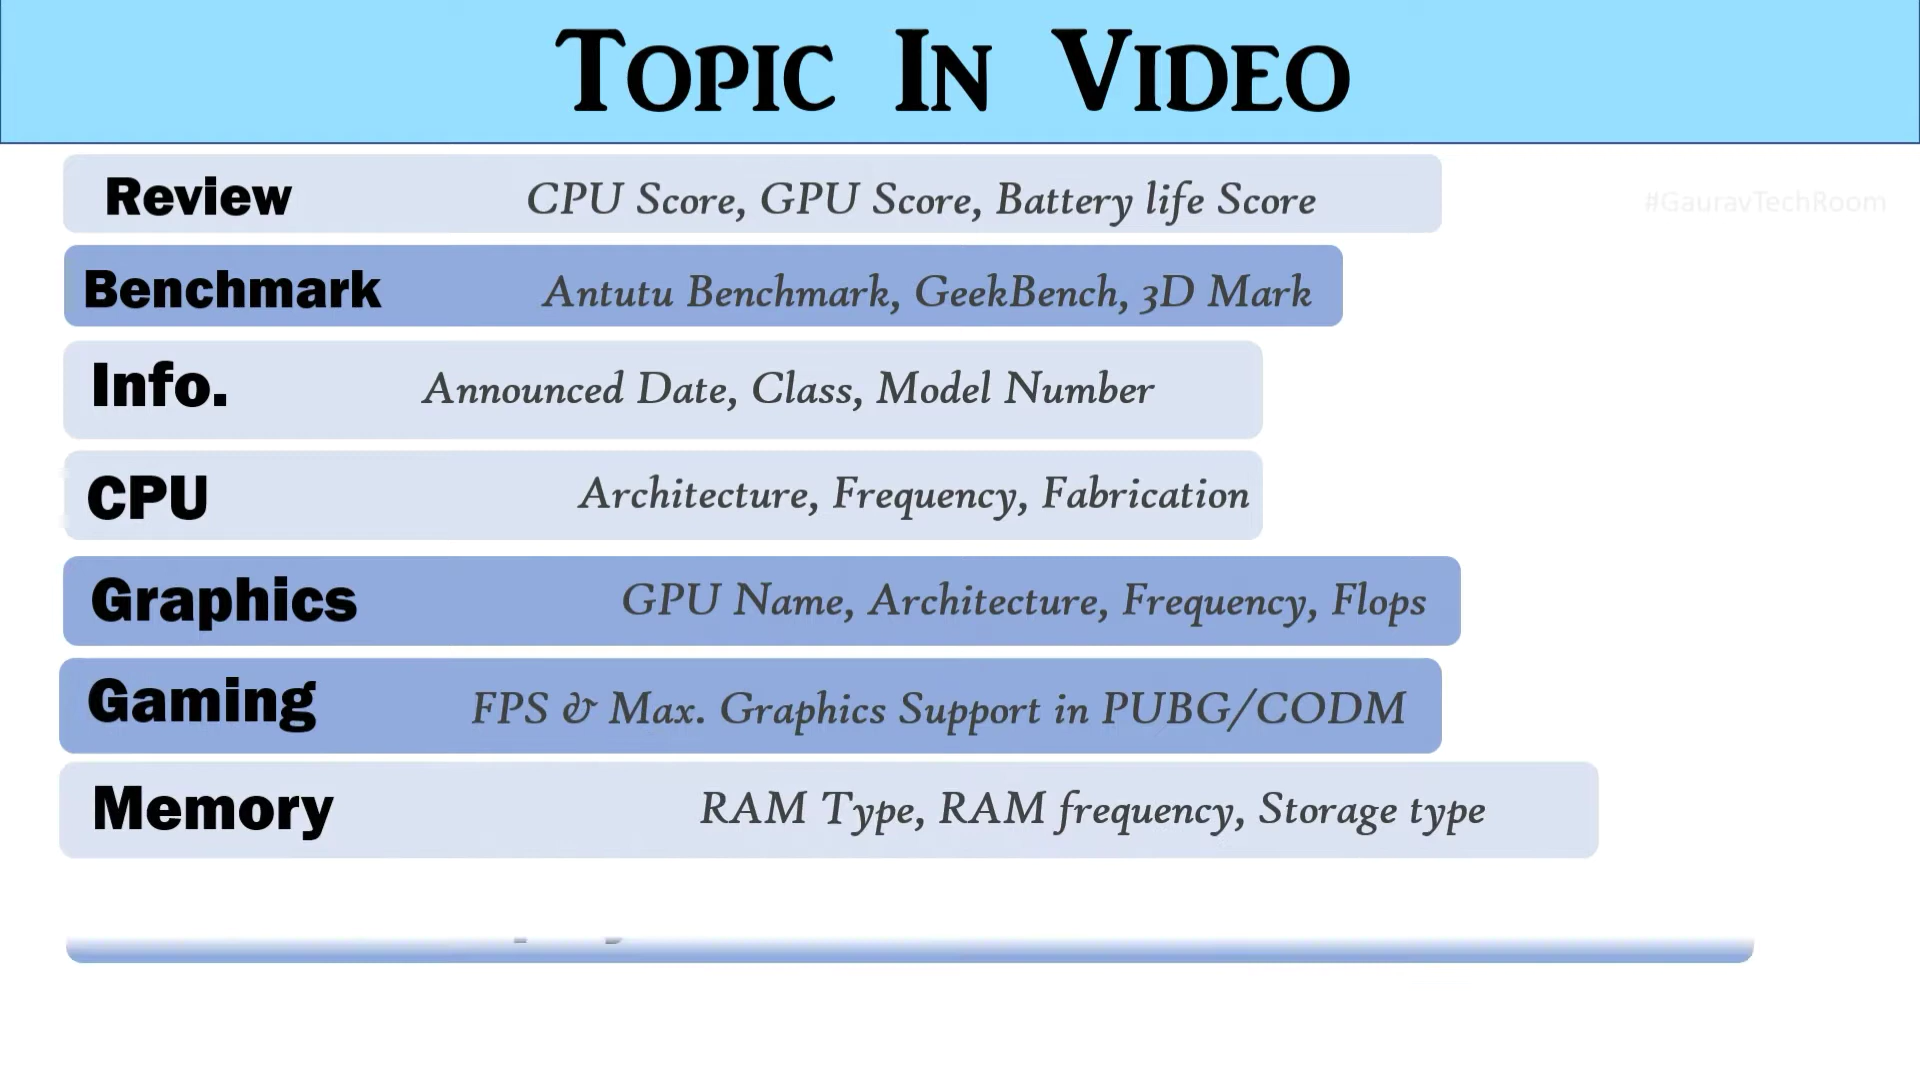 Topic In Video
#GauravTechRoom
Review CPU Score, GPU Score, Battery life Score
Benchmark Antutu Benchmark, GeekBench, 3D Mark
Info. Announced Date, Class, Model Number
CPU Architecture, Frequency, Fabrication
Graphics GPU Name, Architecture, Frequency, Flops
Gaming FPS & Max. Graphics Support in PUBG/CODM
Memory RAM Type, RAM frequency, Storage type